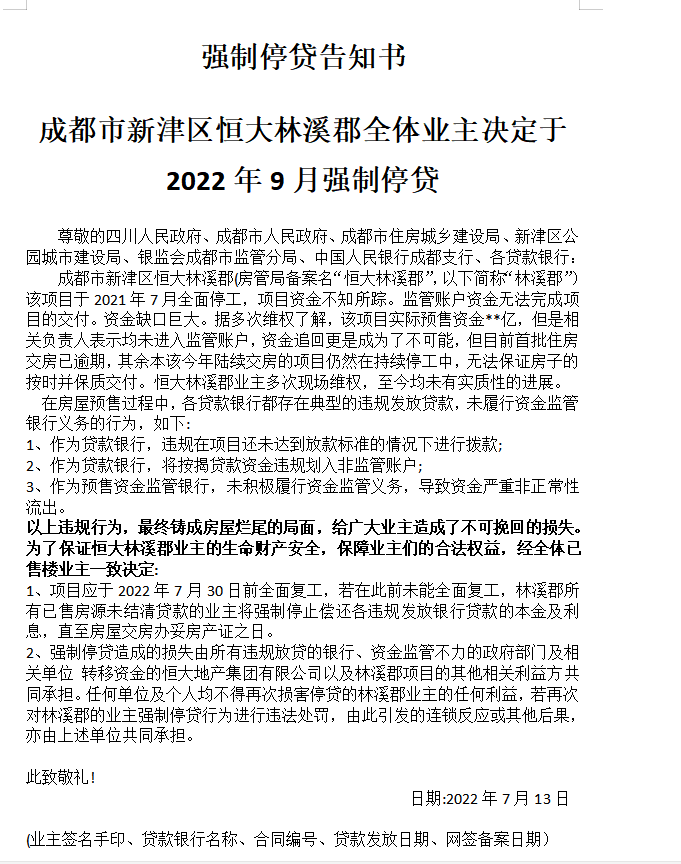 强制停贷告知书
成都市新津区恒大林溪郡全体业主决定于
2022 年 9 月强制停贷
尊敬的四川人民政府、成都市人民政府、成都市住房城乡建设局、新津区公
园城市建设局、银监会成都市监管分局、中国人民银行成都支行、各贷款银行：
成都市新津区恒大林溪郡(房管局备案名“恒大林溪郡”，以下简称“林溪郡”)
该项目于 2021 年 7 月全面停工，项目资金不知所踪。监管账户资金无法完成项
目的交付。资金缺口巨大。据多次维权了解，该项目实际预售资金**亿，但是相
关负责人表示均未进入监管账户，资金追回更是成为了不可能，但目前首批住房
交房已逾期，其余本该今年陆续交房的项目仍然在持续停工中，无法保证房子的
按时并保质交付。恒大林溪郡业主多次现场维权，至今均未有实质性的进展。
在房屋预售过程中，各贷款银行都存在典型的违规发放贷款，未履行资金监管
银行义务的行为，如下：
1、作为贷款银行，违规在项目还未达到放款标准的情况下进行拨款;
2、作为贷款银行，将按揭贷款资金违规划入非监管账户;
3、作为预售资金监管银行，未积极履行资金监管义务，导致资金严重非正常性
流出。
以上违规行为，最终铸成房屋烂尾的局面，给广大业主造成了不可挽回的损失。
为了保证恒大林溪郡业主的生命财产安全，保障业主们的合法权益，经全体已
售楼业主一致决定:
1、项目应于 2022 年 7 月 30 日前全面复工，若在此前未能全面复工，林溪郡所
有已售房源未结清贷款的业主将强制停止偿还各违规发放银行贷款的本金及利
息，直至房屋交房办妥房产证之日。
2、强制停贷造成的损失由所有违规放贷的银行、资金监管不力的政府部门及相
关单位 转移资金的恒大地产集团有限公司以及林溪郡项目的其他相关利益方共
同承担。任何单位及个人均不得再次损害停贷的林溪郡业主的任何利益，若再次
对林溪郡的业主强制停贷行为进行违法处罚，由此引发的连锁反应或其他后果，
亦由上述单位共同承担。
此致敬礼!
日期:2022 年 7 月 13 日
(业主签名手印、贷款银行名称、合同编号、贷款发放日期、网签备案日期）